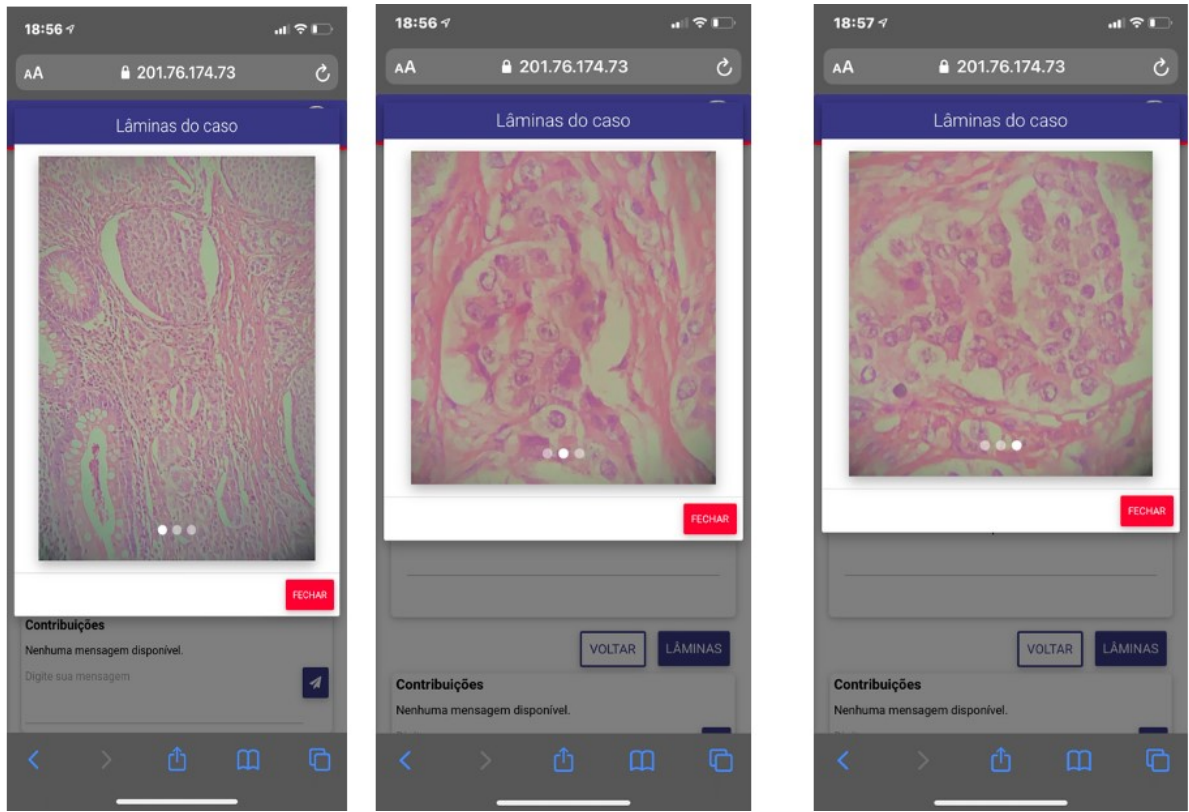 18:56
AA 201.76.174.73
Lâminas do caso
FECHAR
Contribuições
Nenhuma mensagem disponível.
Digite sua mensagem
18:56
AA 201.76.174.73
Lâminas do caso
FECHAR
VOLTAR LÂMINAS
Contribuições
Nenhuma mensagem disponível.
18:57
AA 201.76.174.73
Lâminas do caso
FECHAR
VOLTAR LÂMINAS
Contribuições
Nenhuma mensagem disponível.